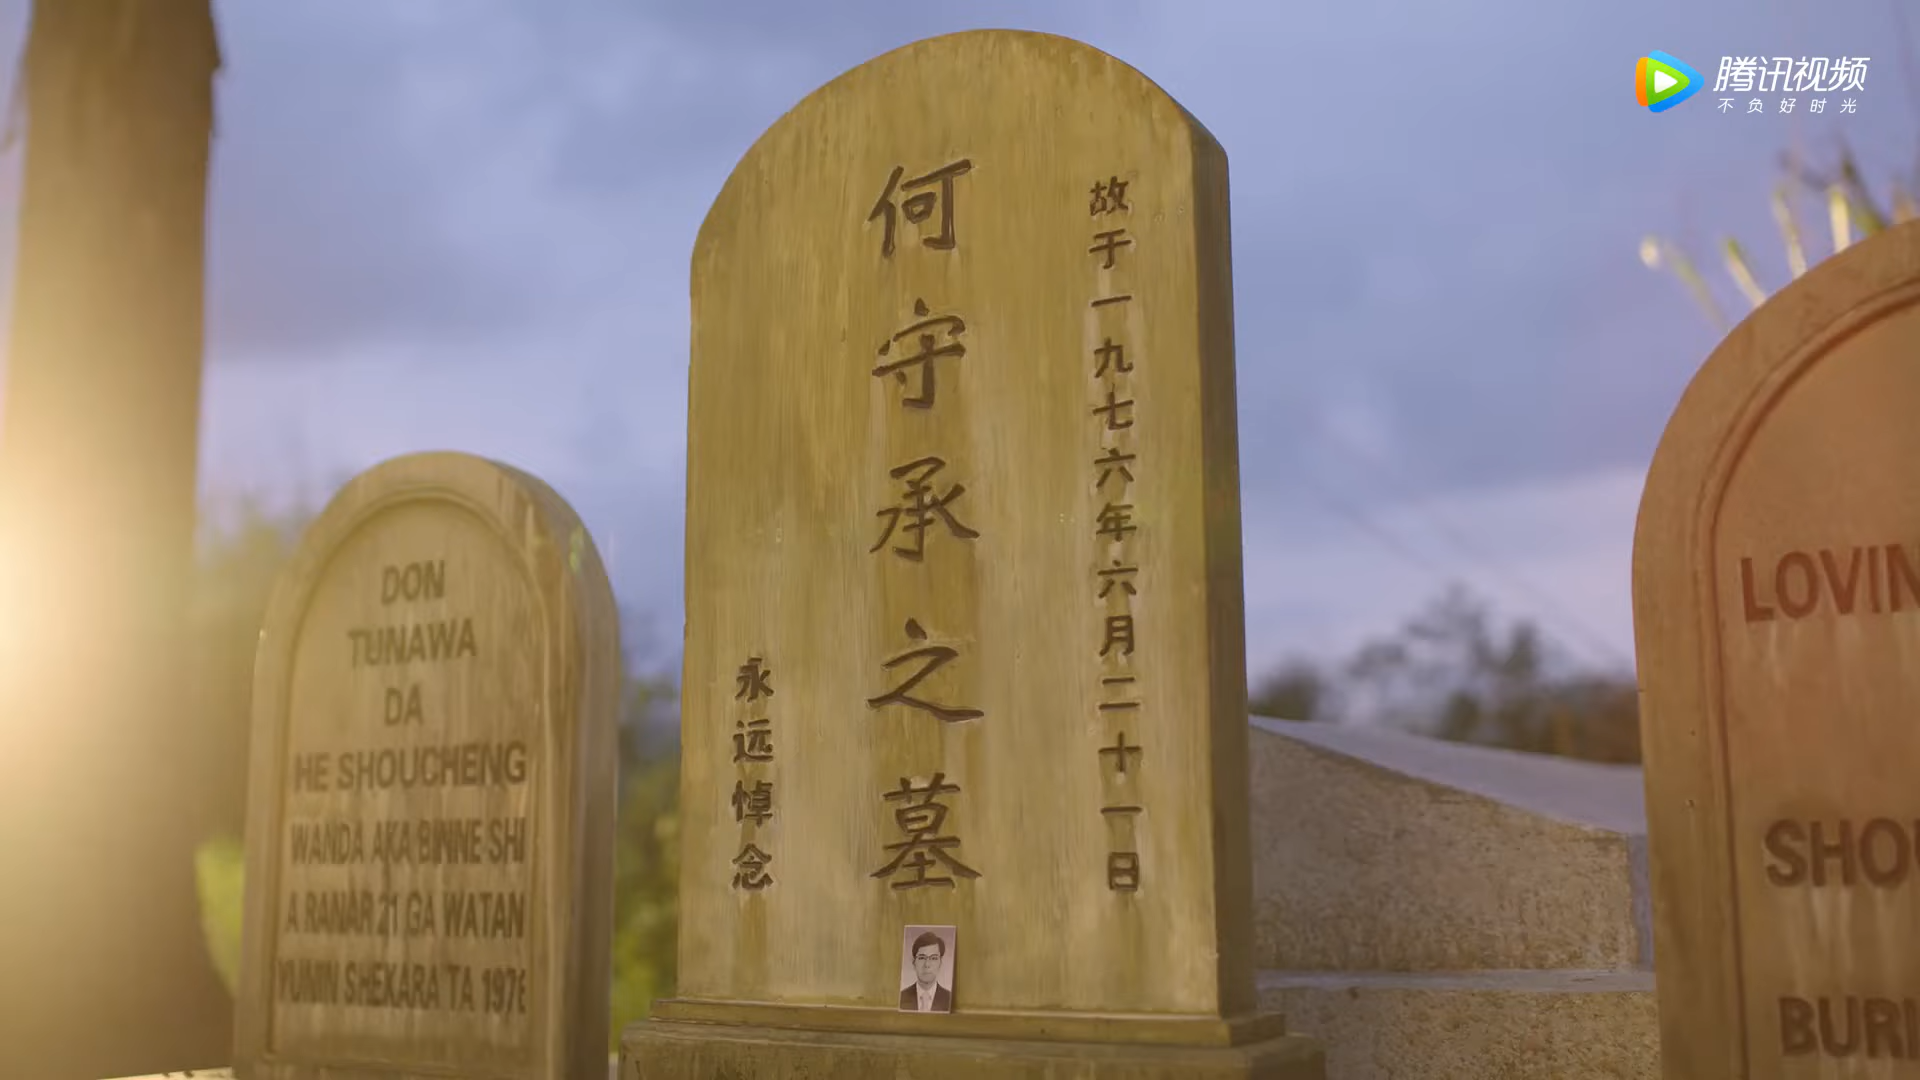 腾讯视频
不负好时光
故于一九七六年六月二十一日
何守承之墓
永远悼念
DON
TUNAWA
DA
HE SHOUCHENG
WANDA AKA BINNE SHI
A RANAR 21 GA WATAN
YUNIN SHEKARA TA 1976
LOVIN
SHOU
BURI